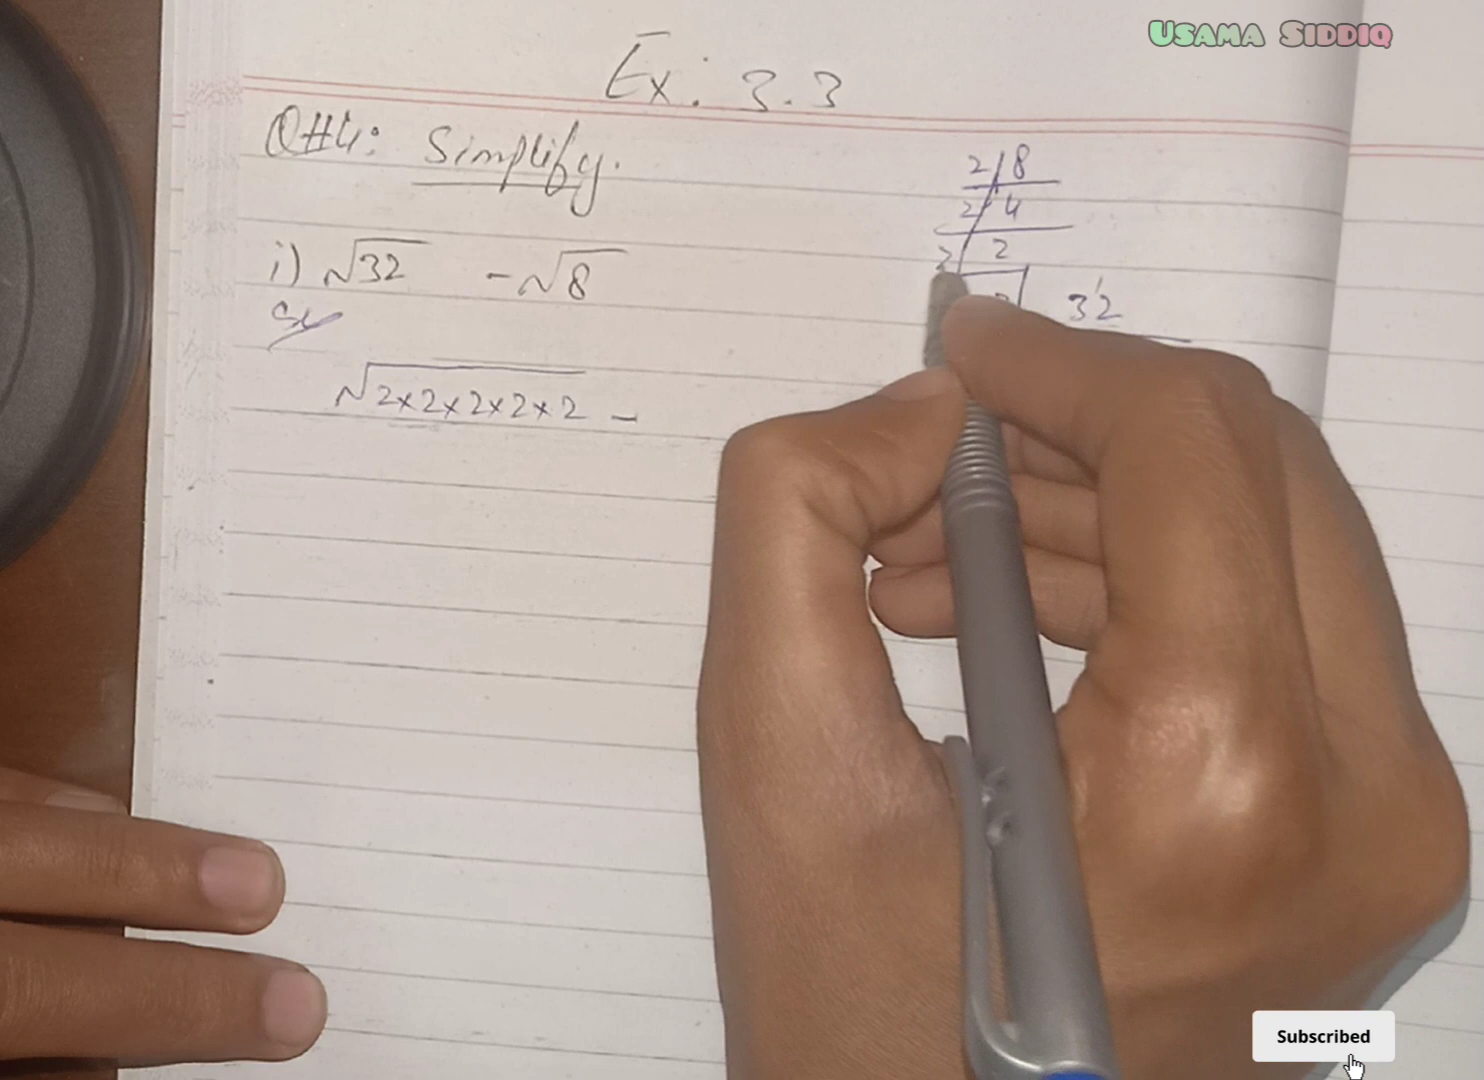 USAMA SIDDIQ
Ex: 3.3
Q#4: Simplify.
i) √32 - √8
Sol
√2×2×2×2×2 -
2 8
2 4
2 2
32
Subscribed